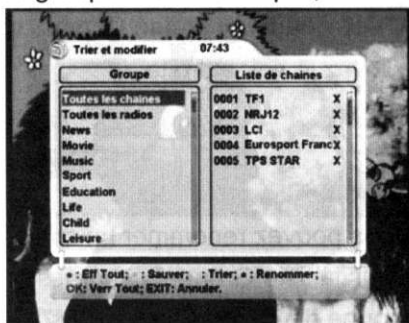 Trier et modifier 07:43
Groupe
Toutes les chaines
Toutes les radios
News
Movie
Music
Sport
Education
Life
Child
Leisure
Liste de chaines
0001 TF1 X
0002 NRJ12 X
0003 LCI X
0004 Eurosport Franc X
0005 TPS STAR X
● : Eff Tout; : Sauver; : Trier; ● : Renommer;
OK: Verr Tout; EXIT: Annuler.